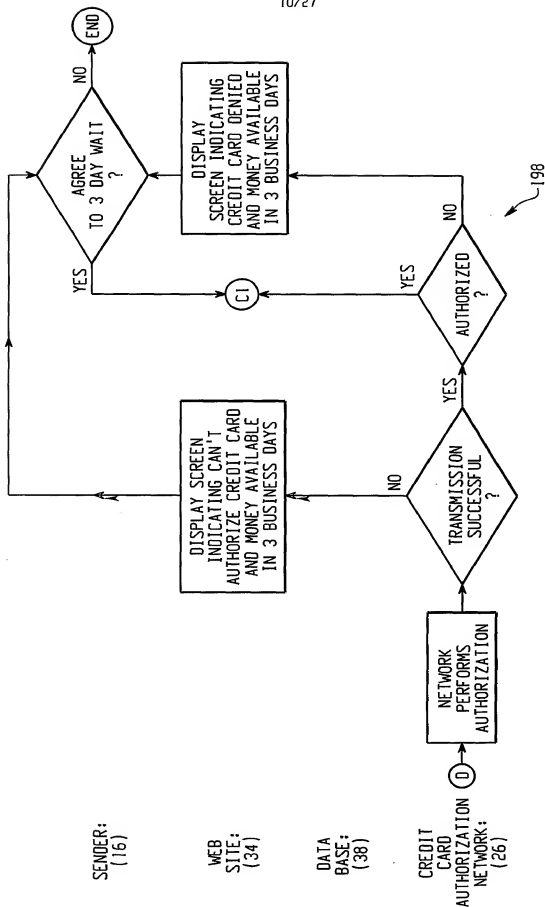 10/27
SENDER:
(16)
WEB
SITE:
(34)
DATA
BASE:
(38)
CREDIT
CARD
AUTHORIZATION
NETWORK:
(26)
D
NETWORK
PERFORMS
AUTHORIZATION
TRANSMISSION
SUCCESSFUL
?
NO
YES
DISPLAY SCREEN
INDICATING CAN'T
AUTHORIZE CREDIT CARD
AND MONEY AVAILABLE
IN 3 BUSINESS DAYS
AUTHORIZED
?
YES
NO
C1
DISPLAY
SCREEN INDICATING
CREDIT CARD DENIED
AND MONEY AVAILABLE
IN 3 BUSINESS DAYS
AGREE
TO 3 DAY WAIT
?
YES
NO
END
198